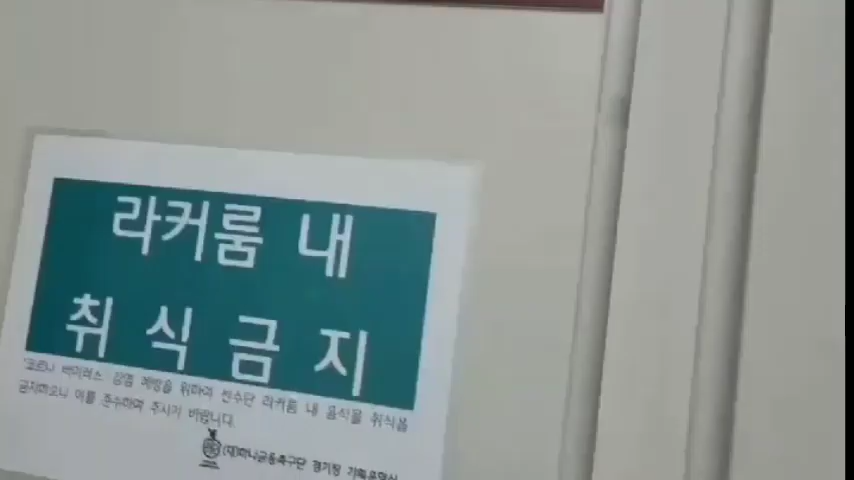 라커룸 내
취식금지
코로나 바이러스 감염 예방을 위하여 선수단 라커룸 내 음식물 취식을
금지하오니 이를 준수하여 주시기 바랍니다.
(재)하나금융축구단 경기장